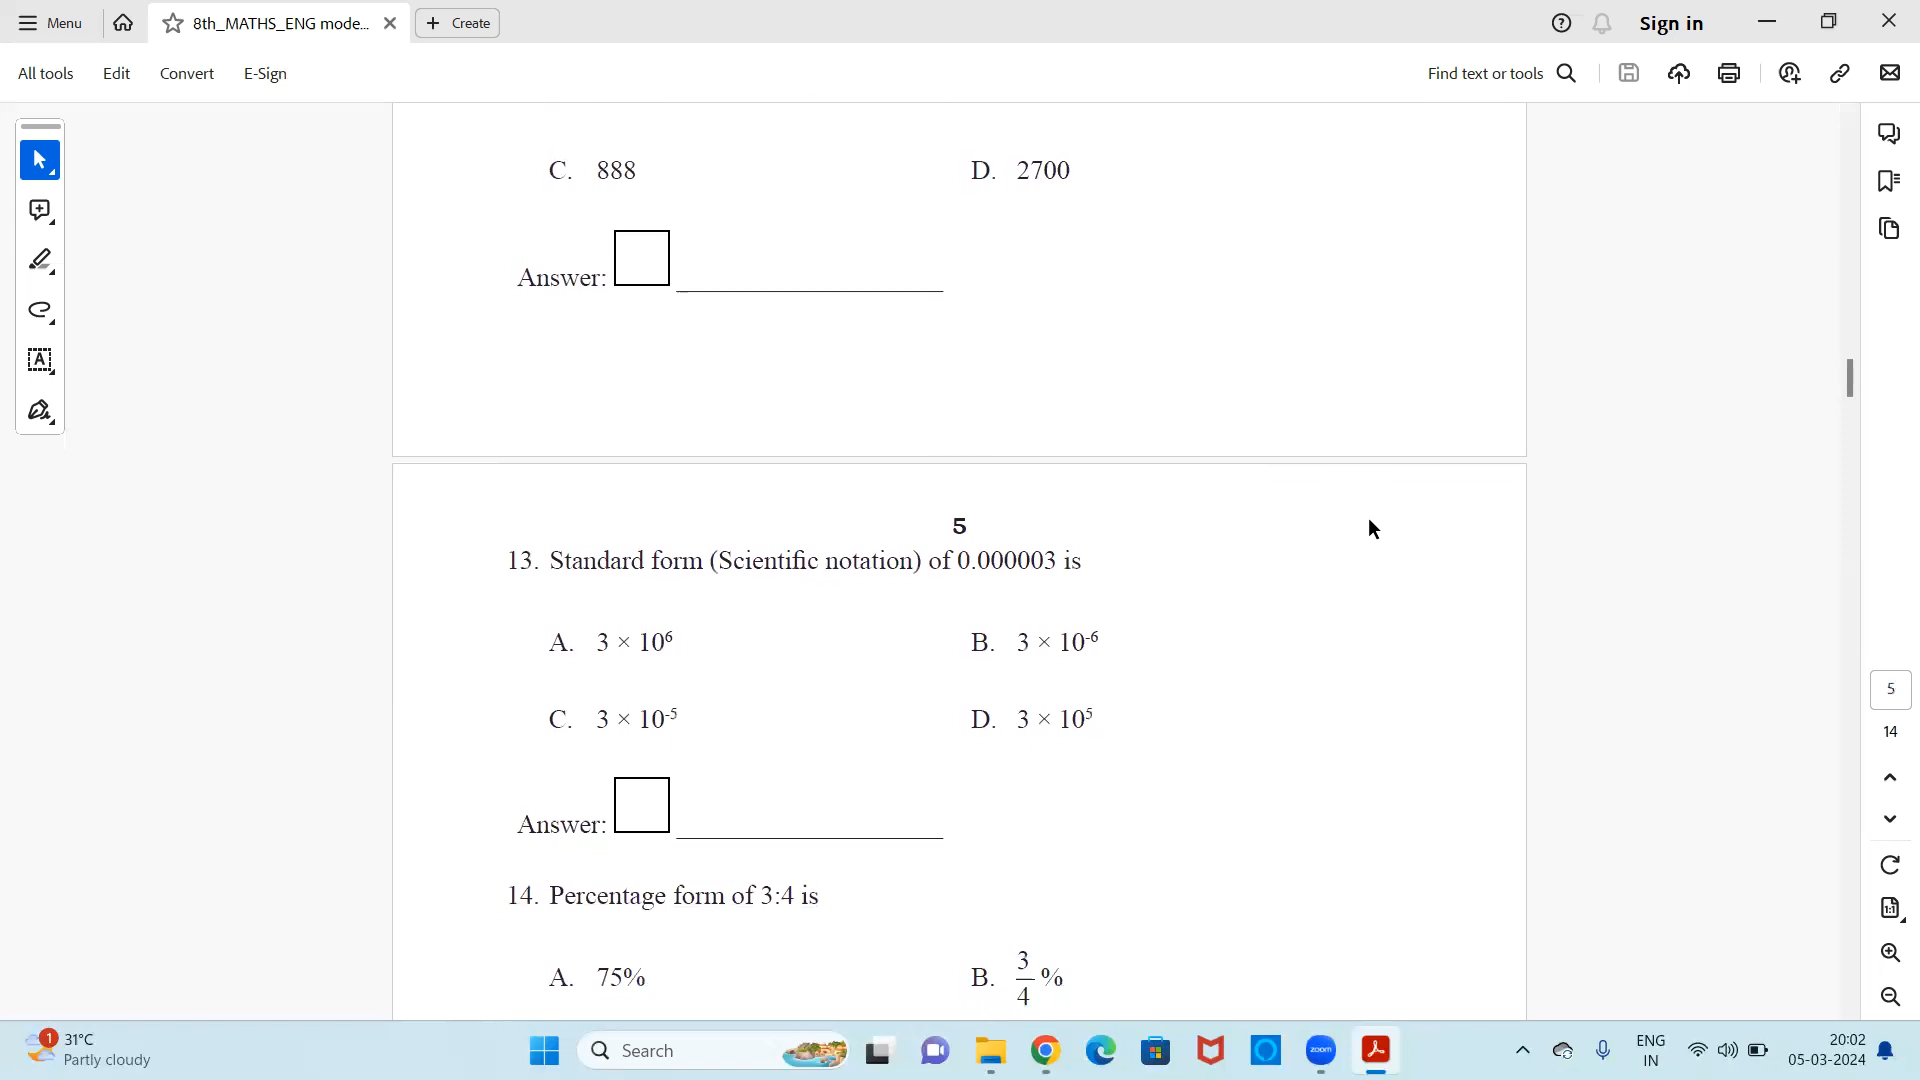 Menu
8th_MATHS_ENG mode...
Create
Sign in
All tools
Edit
Convert
E-Sign
Find text or tools
C. 888
D. 2700
Answer:
5
13. Standard form (Scientific notation) of 0.000003 is
A. 3 × 10⁶
B. 3 × 10⁻⁶
C. 3 × 10⁻⁵
D. 3 × 10⁵
Answer:
14. Percentage form of 3:4 is
A. 75%
B. 3/4 %
5
14
1
31°C
Partly cloudy
Search
zoom
ENG
IN
20:02
05-03-2024